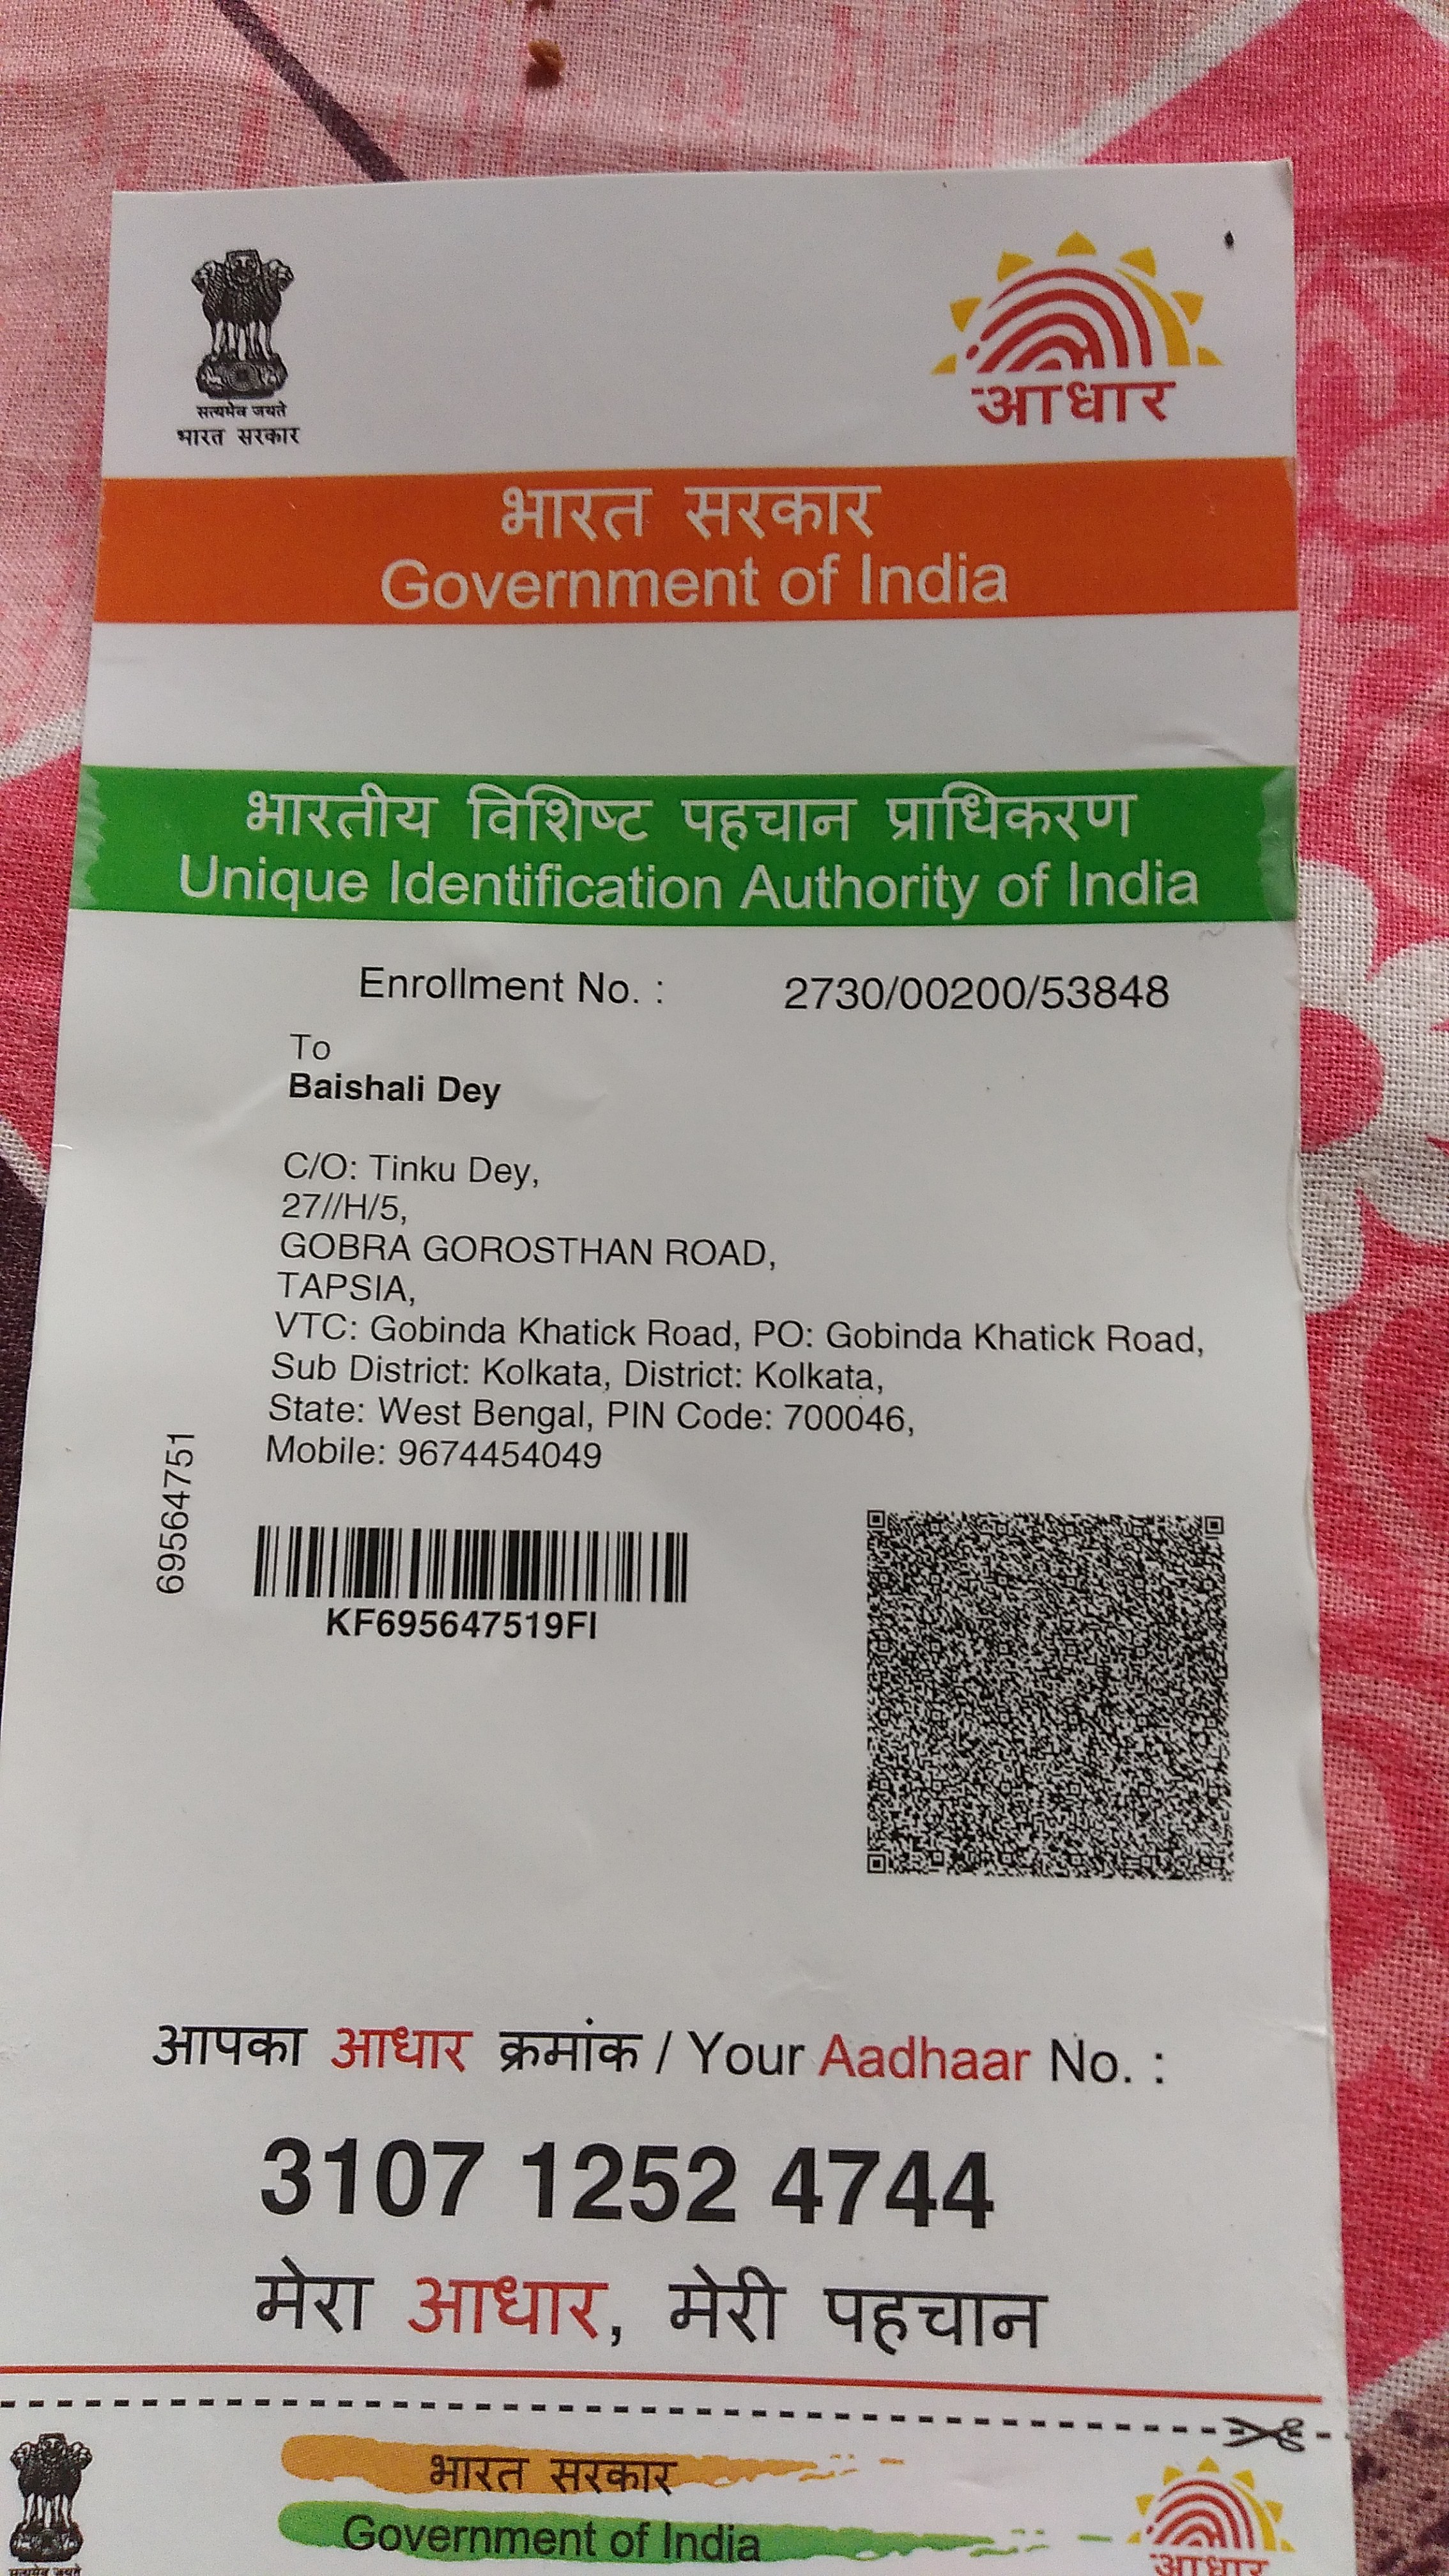 सत्यमेव जयते
भारत सरकार
आधार
भारत सरकार
Government of India
भारतीय विशिष्ट पहचान प्राधिकरण
Unique Identification Authority of India
Enrollment No. : 2730/00200/53848
To
Baishali Dey
C/O: Tinku Dey,
27//H/5,
GOBRA GOROSTHAN ROAD,
TAPSIA,
VTC: Gobinda Khatick Road, PO: Gobinda Khatick Road,
Sub District: Kolkata, District: Kolkata,
State: West Bengal, PIN Code: 700046,
Mobile: 9674454049
69564751
KF695647519FI
आपका आधार क्रमांक / Your Aadhaar No. :
3107 1252 4744
मेरा आधार, मेरी पहचान
भारत सरकार
Government of India
सत्यमेव जयते
आधार